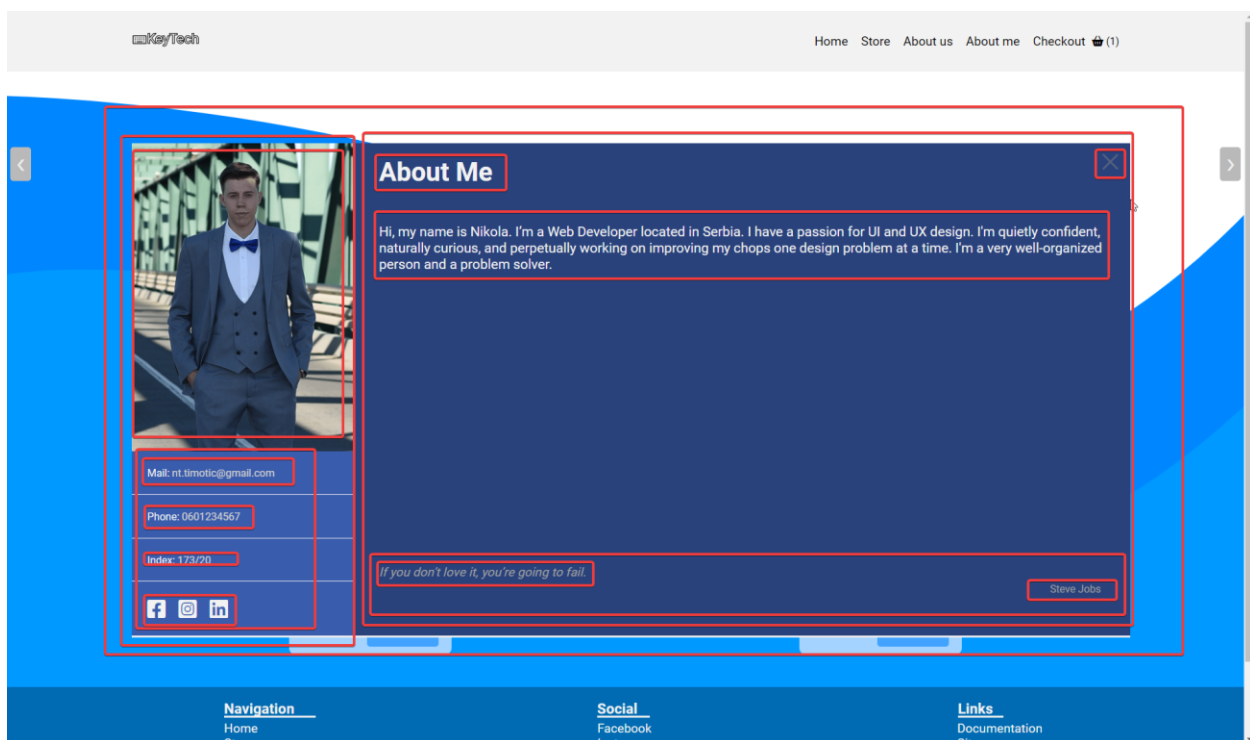 KeyTech
Home Store About us About me Checkout (1)
About Me
Hi, my name is Nikola. I'm a Web Developer located in Serbia. I have a passion for UI and UX design. I'm quietly confident,
naturally curious, and perpetually working on improving my chops one design problem at a time. I'm a very well-organized
person and a problem solver.
Mail: nt.timotic@gmail.com
Phone: 0601234567
Index: 173/20
If you don't love it, you're going to fail.
Steve Jobs
Navigation Social Links
Home Facebook Documentation